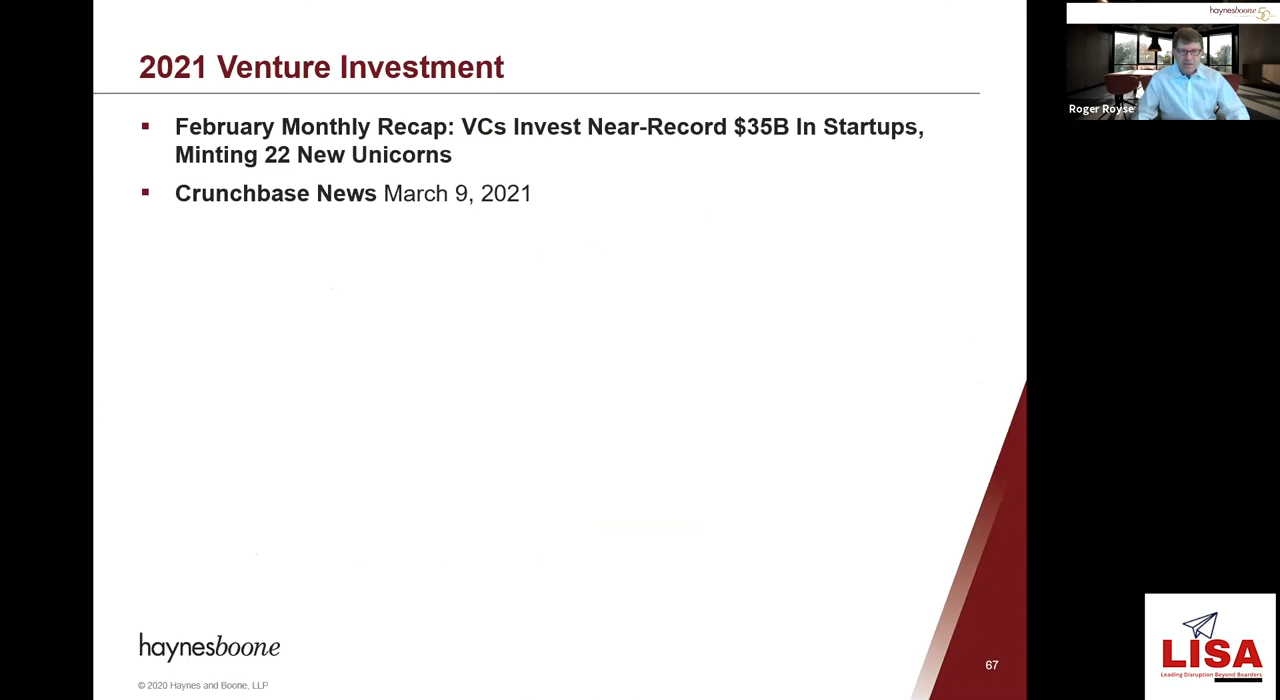 2021 Venture Investment
February Monthly Recap: VCs Invest Near-Record $35B In Startups,
Minting 22 New Unicorns
Crunchbase News March 9, 2021
haynesboone
© 2020 Haynes and Boone, LLP
67
haynesboone 50
Roger Royse
LISA
Leading Disruption Beyond Boarders